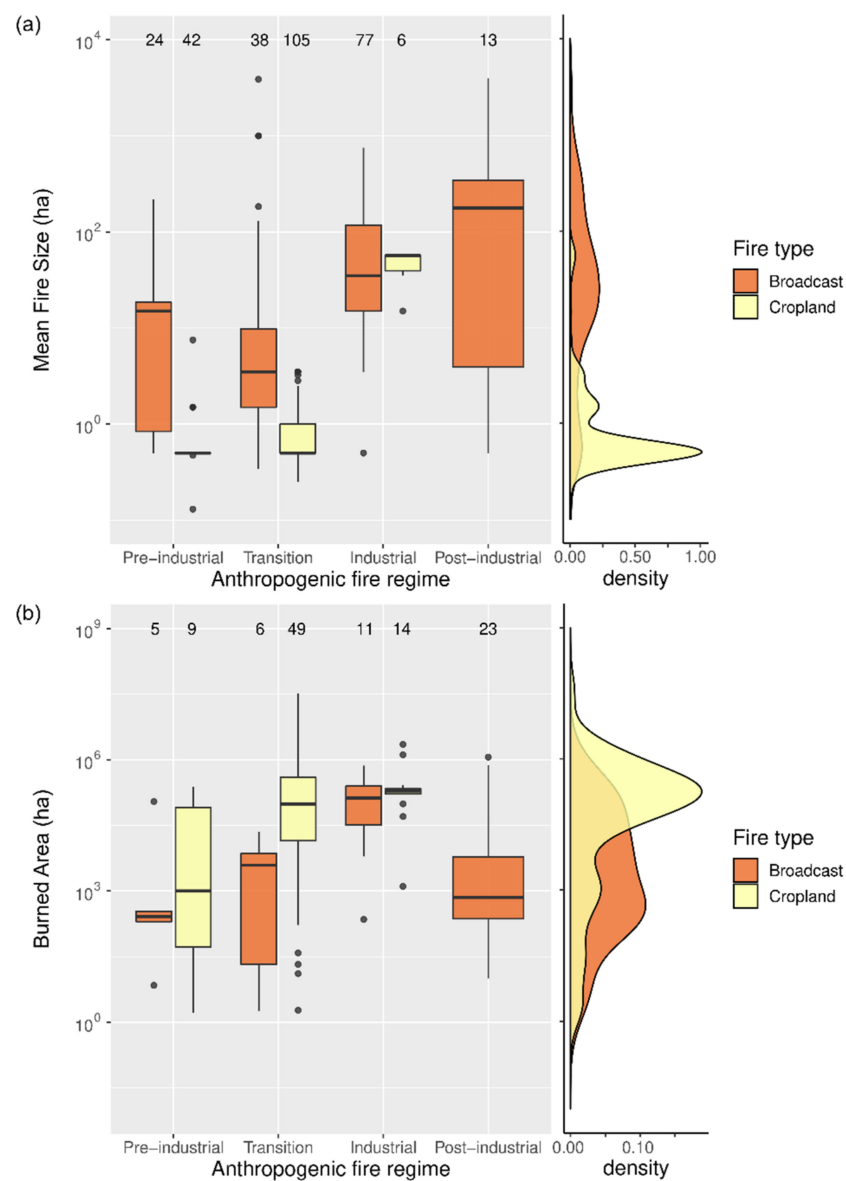 (a)
10^4
24 42 38 105 77 6 13
10^2
10^0
Mean Fire Size (ha)
Pre−industrial Transition Industrial Post−industrial
Anthropogenic fire regime
0.00 0.50 1.00
density
Fire type
Broadcast
Cropland
(b)
10^9
5 9 6 49 11 14 23
10^6
10^3
10^0
Burned Area (ha)
Pre−industrial Transition Industrial Post−industrial
Anthropogenic fire regime
0.00 0.10
density
Fire type
Broadcast
Cropland